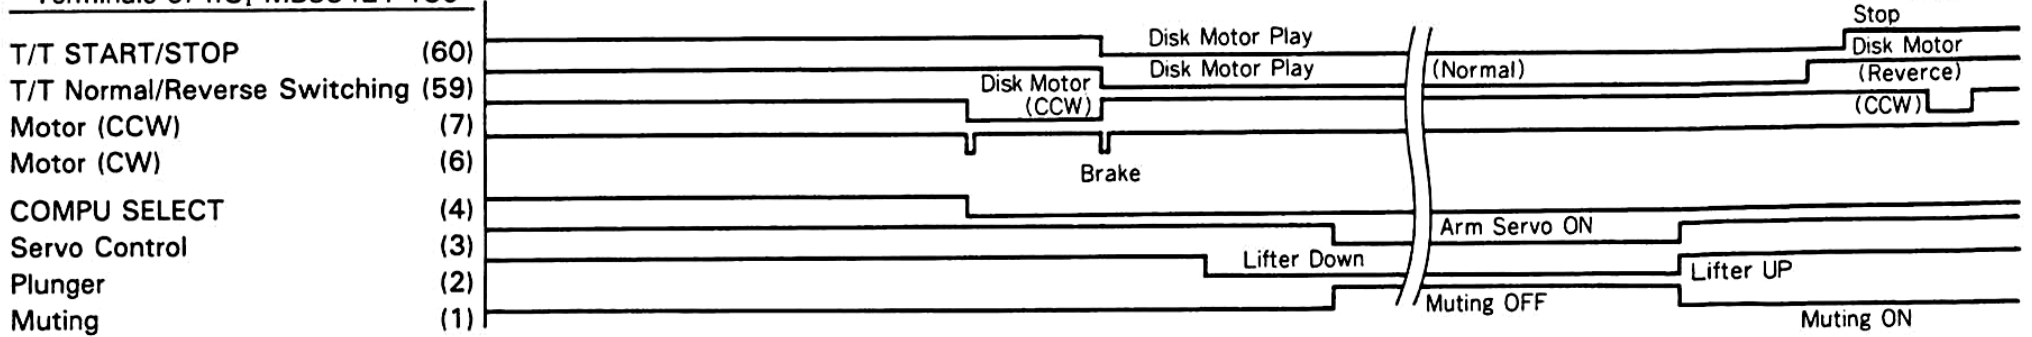 T/T START/STOP (60)
T/T Normal/Reverse Switching (59)
Motor (CCW) (7)
Motor (CW) (6)
COMPU SELECT (4)
Servo Control (3)
Plunger (2)
Muting (1)
Disk Motor Play
Stop
Disk Motor Play
(Normal)
Disk Motor
(Reverce)
Disk Motor
(CCW)
(CCW)
Brake
Arm Servo ON
Lifter Down
Lifter UP
Muting OFF
Muting ON